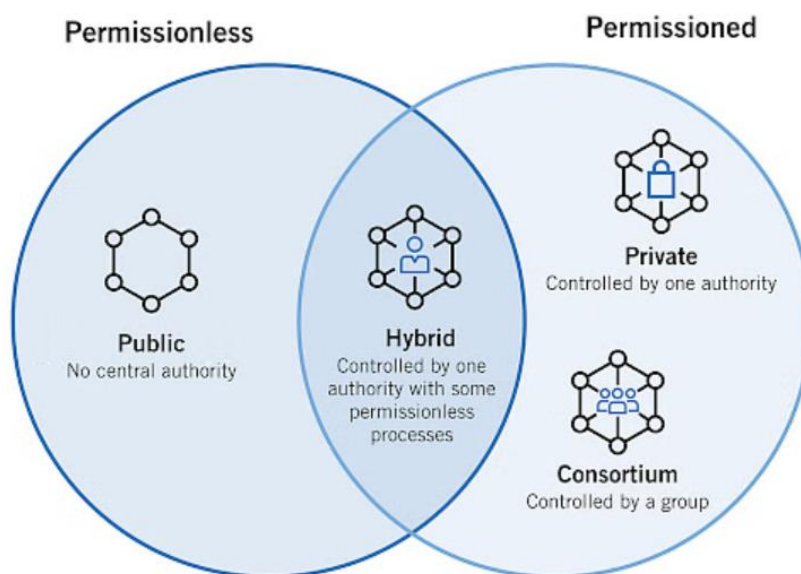 Permissionless
Permissioned
Public
No central authority
Hybrid
Controlled by one
authority with some
permissionless
processes
Private
Controlled by one authority
Consortium
Controlled by a group